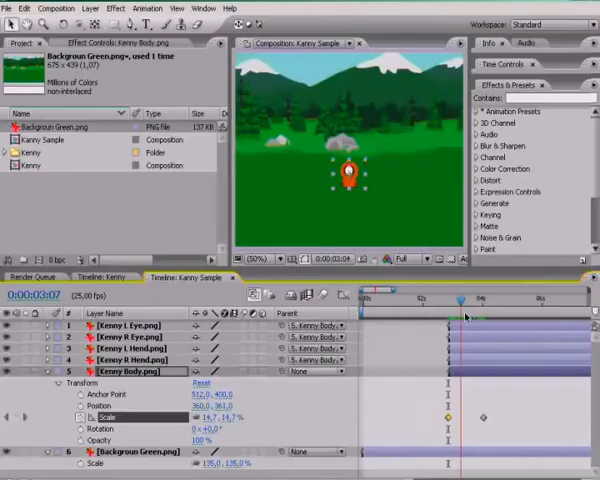 File Edit Composition Layer Effect Animation View Window Help
Workspace: Standard
Project × Effect Controls: Kenny Body.png
Backgroun Green.png▾, used 1 time
675 x 439 (1,07)
Millions of Colors
non-interlaced
Name Type Size
Backgroun Green.png PNG file 137 KB
Kanny Sample Composition
Kenny Folder
Kenny Composition
8 bpc
Composition: Kanny Sample
(50%) 0:00:03:04 Full
Info × Audio
Time Controls ×
Effects & Presets ×
Contains:
* Animation Presets
3D Channel
Audio
Blur & Sharpen
Channel
Color Correction
Distort
Expression Controls
Generate
Keying
Matte
Noise & Grain
Paint
Render Queue Timeline: Kenny × Timeline: Kanny Sample ×
0:00:03:07 (25,00 fps)
# Layer Name Parent
00s 02s 04s 06s
1 [Kenny L Eye.png] 5. Kenny Body.
2 [Kenny R Eye.png] 5. Kenny Body.
3 [Kenny L Hend.png] 5. Kenny Body.
4 [Kenny R Hend.png] 5. Kenny Body.
5 [Kenny Body.png] None
Transform Reset
Anchor Point 512,0, 400,0
Position 360,0, 361,0
Scale 14,7, 14,7%
Rotation 0 x +0,0°
Opacity 100 %
6 [Backgroun Green.png] None
Scale 135,0, 135,0%